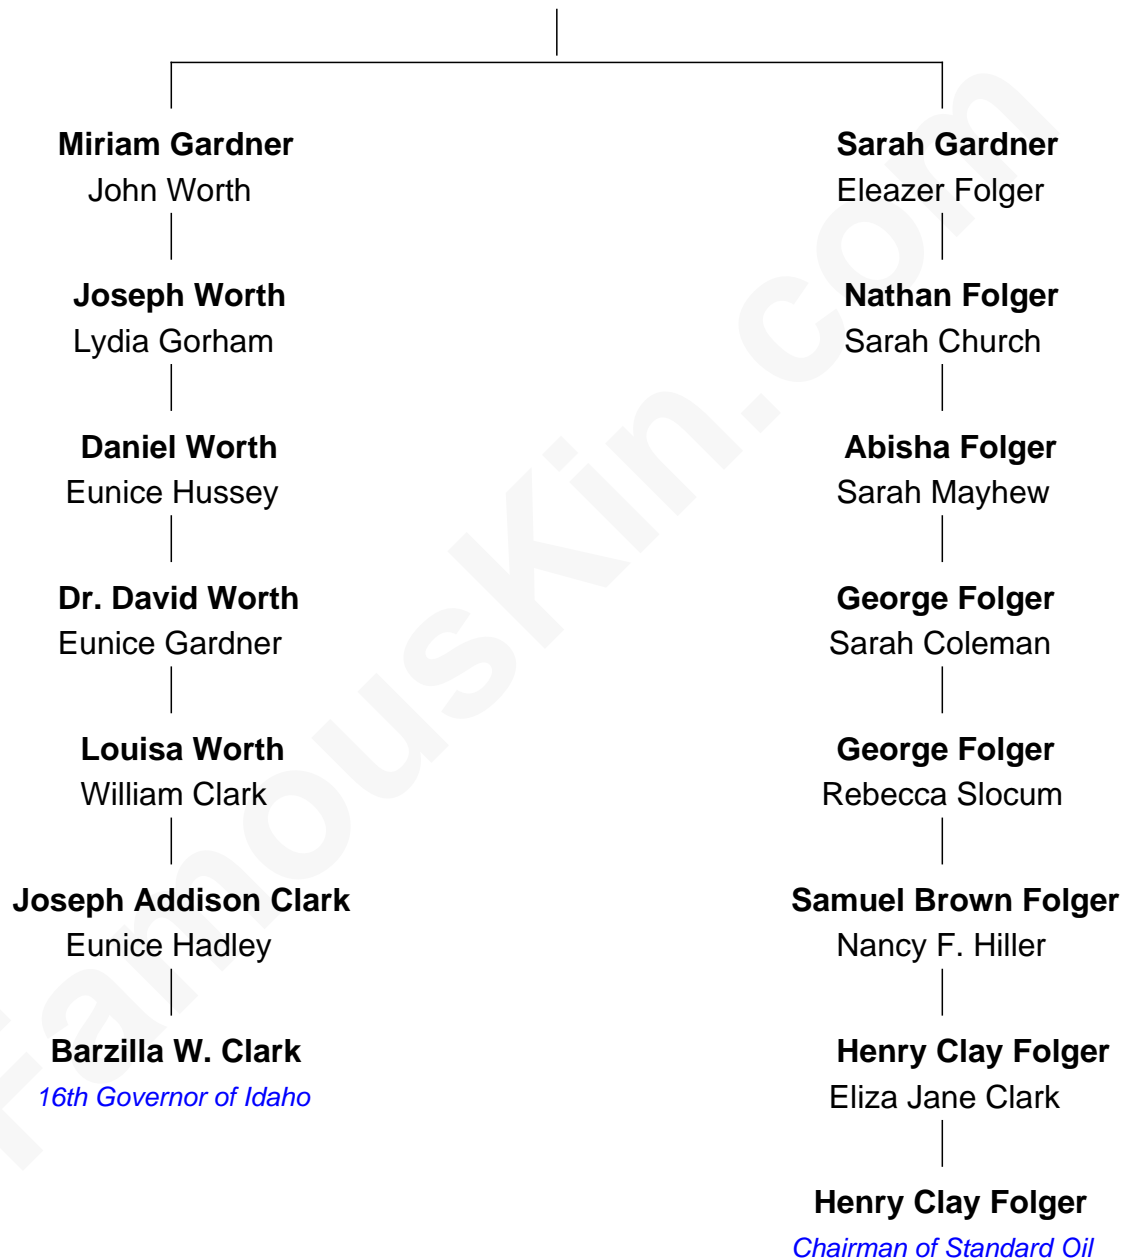 Miriam Gardner
John Worth
Joseph Worth
Lydia Gorham
Daniel Worth
Eunice Hussey
Dr. David Worth
Eunice Gardner
Louisa Worth
William Clark
Joseph Addison Clark
Eunice Hadley
Barzilla W. Clark
16th Governor of Idaho
Sarah Gardner
Eleazer Folger
Nathan Folger
Sarah Church
Abisha Folger
Sarah Mayhew
George Folger
Sarah Coleman
George Folger
Rebecca Slocum
Samuel Brown Folger
Nancy F. Hiller
Henry Clay Folger
Eliza Jane Clark
Henry Clay Folger
Chairman of Standard Oil
FamousKin.com